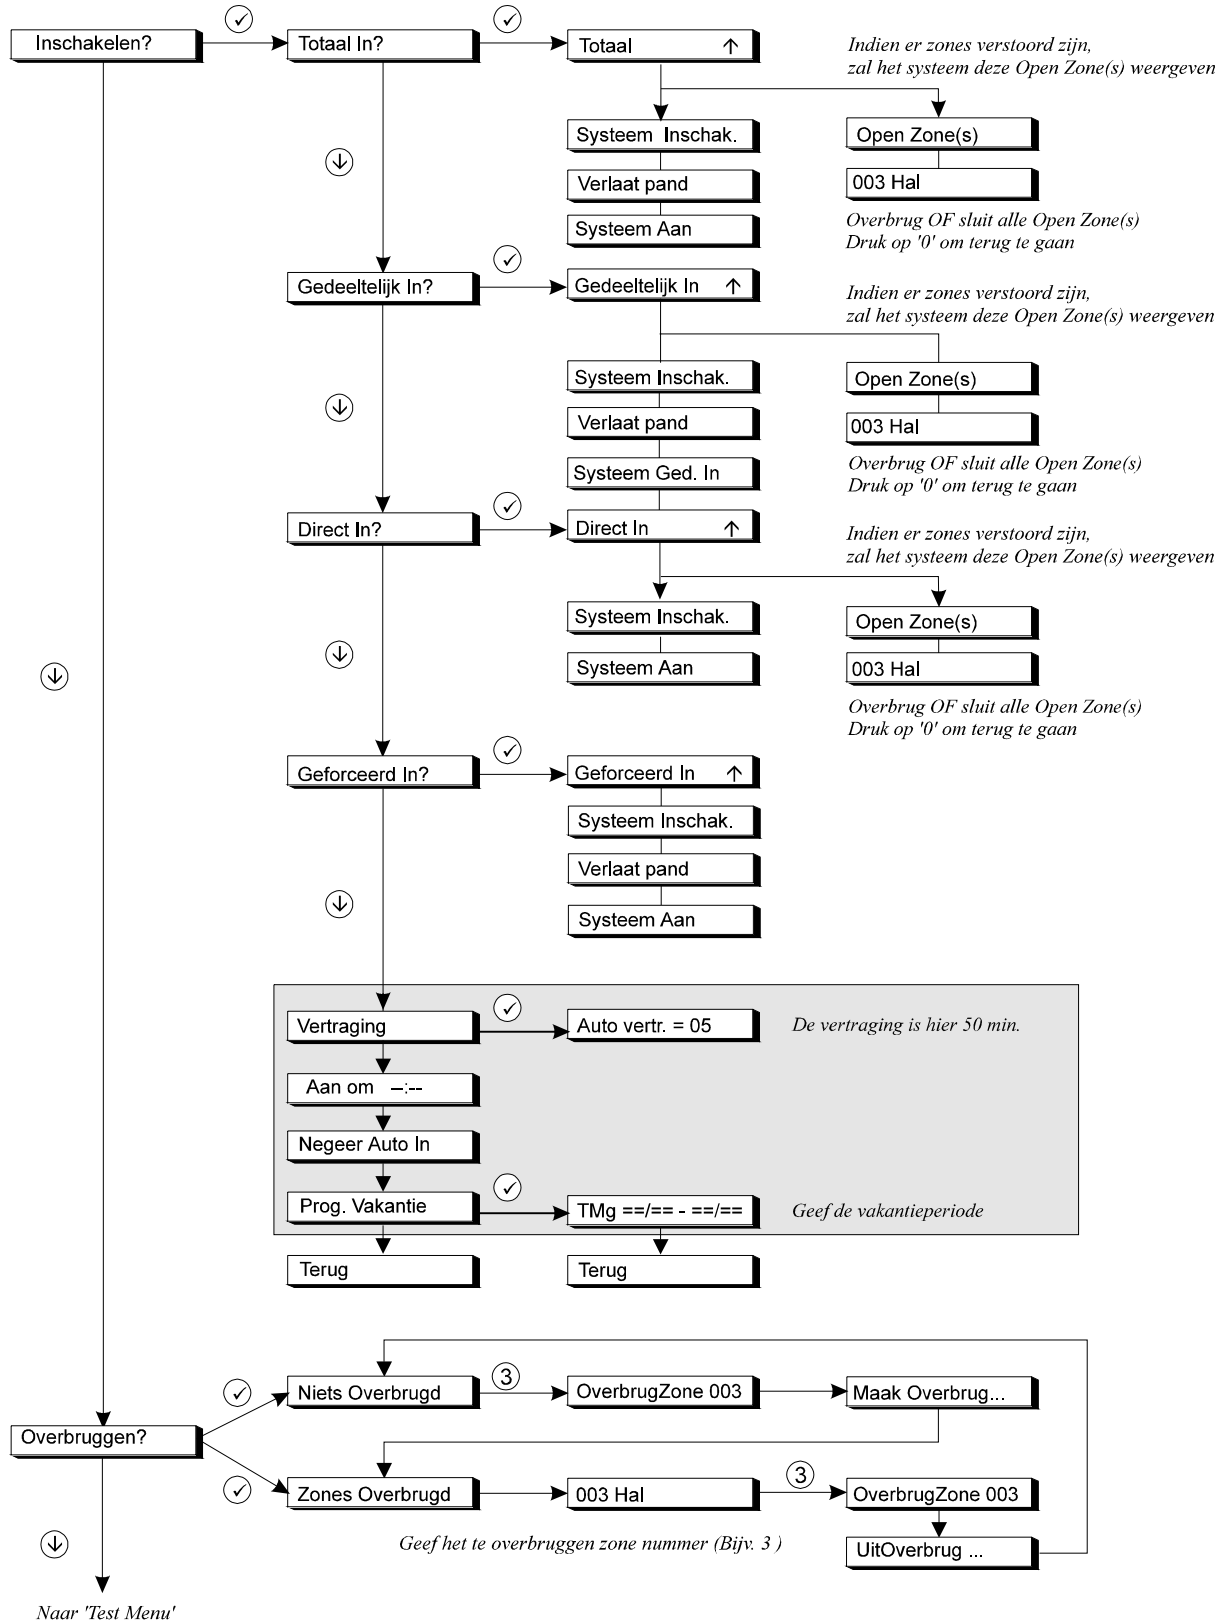 Inschakelen?
Totaal In?
Totaal ↑
Indien er zones verstoord zijn,
zal het systeem deze Open Zone(s) weergeven
Systeem Inschak.
Open Zone(s)
Verlaat pand
003 Hal
Systeem Aan
Overbrug OF sluit alle Open Zone(s)
Druk op '0' om terug te gaan
Gedeeltelijk In?
Gedeeltelijk In ↑
Indien er zones verstoord zijn,
zal het systeem deze Open Zone(s) weergeven
Systeem Inschak.
Open Zone(s)
Verlaat pand
003 Hal
Systeem Ged. In
Overbrug OF sluit alle Open Zone(s)
Druk op '0' om terug te gaan
Direct In?
Direct In ↑
Indien er zones verstoord zijn,
zal het systeem deze Open Zone(s) weergeven
Systeem Inschak.
Open Zone(s)
Systeem Aan
003 Hal
Overbrug OF sluit alle Open Zone(s)
Druk op '0' om terug te gaan
Geforceerd In?
Geforceerd In ↑
Systeem Inschak.
Verlaat pand
Systeem Aan
Vertraging
Auto vertr. = 05
De vertraging is hier 50 min.
Aan om –:--
Negeer Auto In
Prog. Vakantie
TMg ==/== - ==/==
Geef de vakantieperiode
Terug
Terug
Niets Overbrugd
3
OverbrugZone 003
Maak Overbrug...
Overbruggen?
Zones Overbrugd
003 Hal
3
OverbrugZone 003
Geef het te overbruggen zone nummer (Bijv. 3 )
UitOverbrug ...
Naar 'Test Menu'